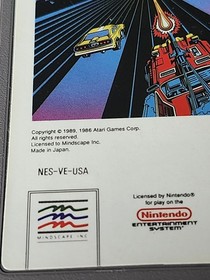 Copyright © 1989, 1986 Atari Games Corp.
All rights reserved.
Licensed to Mindscape Inc.
Made in Japan.
NES-VE-USA
Licensed by Nintendo®
for play on the
Nintendo®
ENTERTAINMENT
SYSTEM™
MINDSCAPE INC